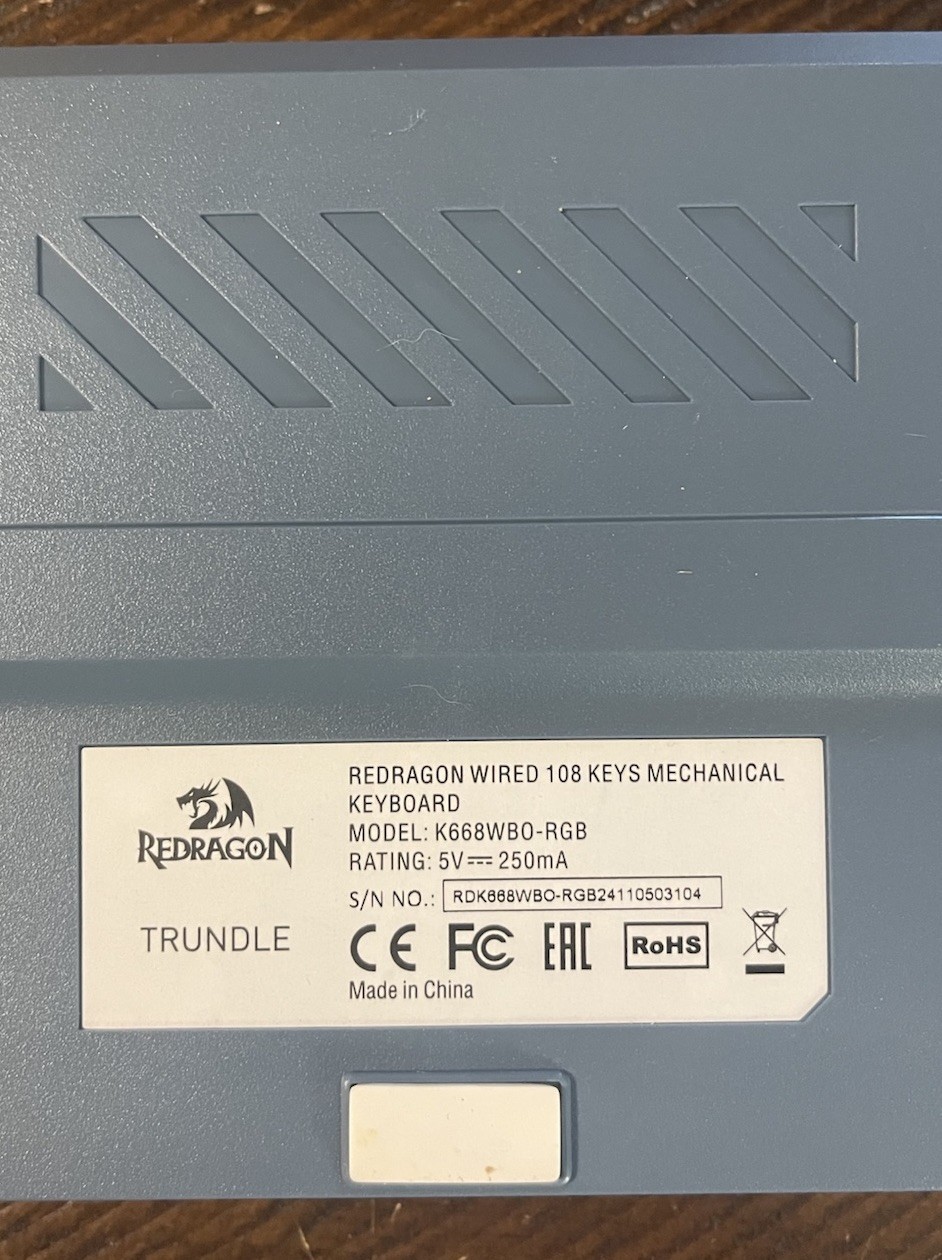 REDRAGON
TRUNDLE
REDRAGON WIRED 108 KEYS MECHANICAL
KEYBOARD
MODEL: K668WBO-RGB
RATING: 5V⎓250mA
S/N NO.: RDK668WBO-RGB24110503104
CE FC EAC RoHS
Made in China